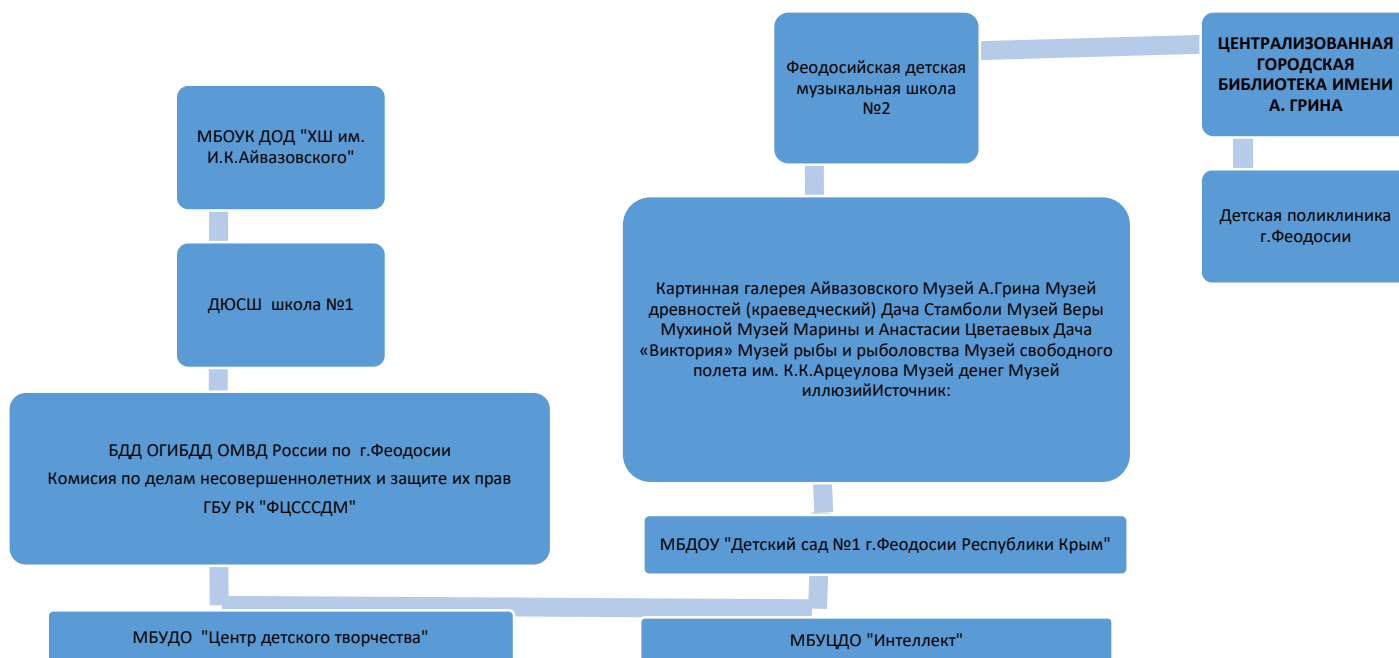 МБОУК ДОД "ХШ им.
И.К.Айвазовского"
ДЮСШ  школа №1
БДД ОГИБДД ОМВД России по  г.Феодосии
Комисия по делам несовершеннолетних и защите их прав
ГБУ РК "ФЦСССДМ"
МБУДО  "Центр детского творчества"
Феодосийская детская
музыкальная школа
№2
Картинная галерея Айвазовского Музей А.Грина Музей
древностей (краеведческий) Дача Стамболи Музей Веры
Мухиной Музей Марины и Анастасии Цветаевых Дача
«Виктория» Музей рыбы и рыболовства Музей свободного
полета им. К.К.Арцеулова Музей денег Музей
иллюзийИсточник:
МБДОУ "Детский сад №1 г.Феодосии Республики Крым"
МБУЦДО "Интеллект"
ЦЕНТРАЛИЗОВАННАЯ
ГОРОДСКАЯ
БИБЛИОТЕКА ИМЕНИ
А. ГРИНА
Детская поликлиника
г.Феодосии